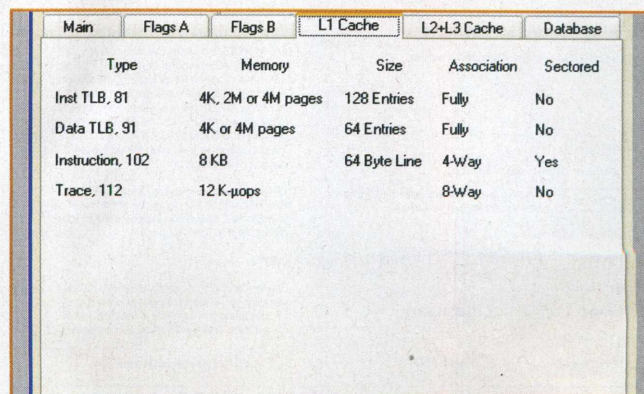 Main Flags A Flags B L1 Cache L2+L3 Cache Database
Type Memory Size Association Sectored
Inst TLB, 81 4K, 2M or 4M pages 128 Entries Fully No
Data TLB, 91 4K or 4M pages 64 Entries Fully No
Instruction, 102 8 KB 64 Byte Line 4-Way Yes
Trace, 112 12 K-µops 8-Way No